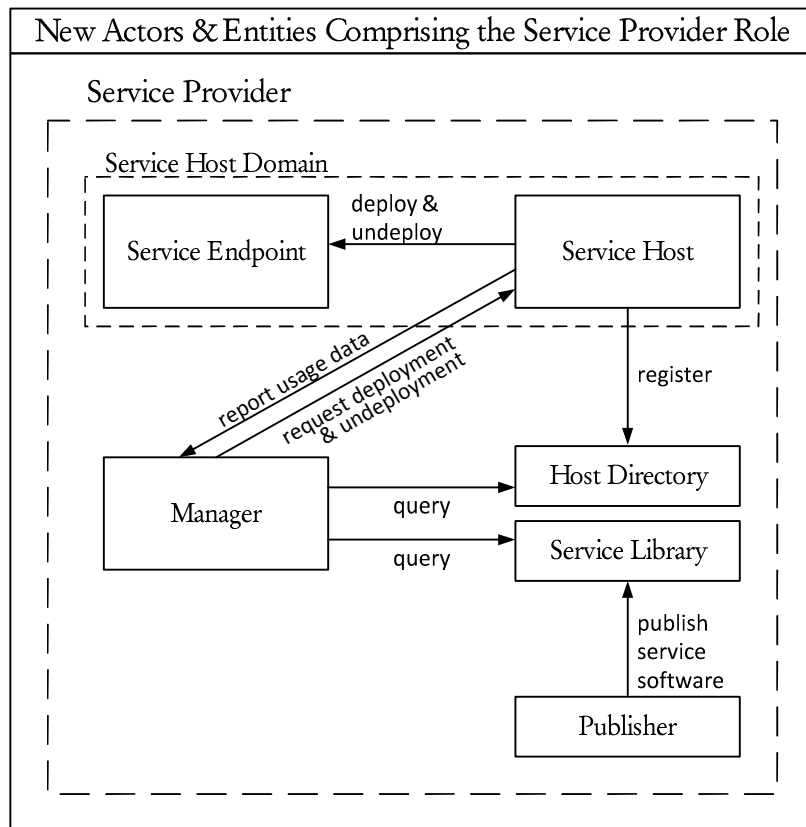 New Actors & Entities Comprising the Service Provider Role
Service Provider
Service Host Domain
Service Endpoint
deploy &
undeploy
Service Host
report usage data
request deployment
& undeployment
register
Manager
query
query
Host Directory
Service Library
publish
service
software
Publisher